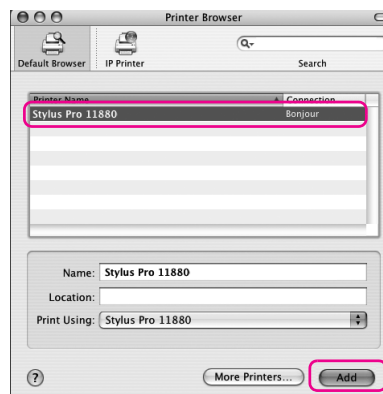 Printer Browser
Default Browser IP Printer Search
Printer Name Connection
Stylus Pro 11880 Bonjour
Name: Stylus Pro 11880
Location:
Print Using: Stylus Pro 11880
? More Printers... Add